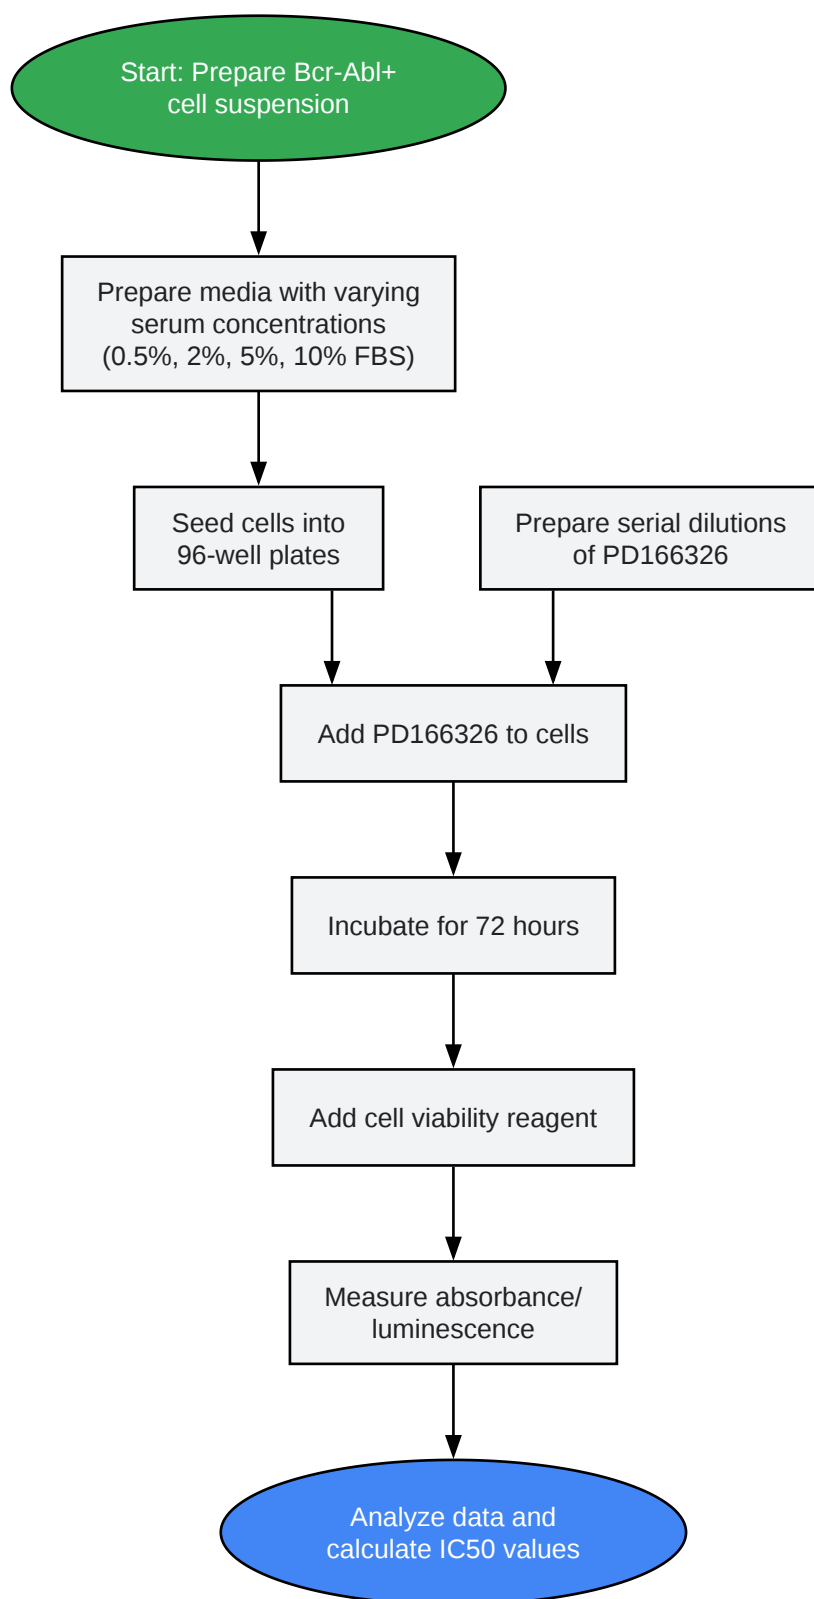 Start: Prepare Bcr-Abl+
cell suspension
Prepare media with varying
serum concentrations
(0.5%, 2%, 5%, 10% FBS)
Seed cells into
96-well plates
Prepare serial dilutions
of PD166326
Add PD166326 to cells
Incubate for 72 hours
Add cell viability reagent
Measure absorbance/
luminescence
Analyze data and
calculate IC50 values